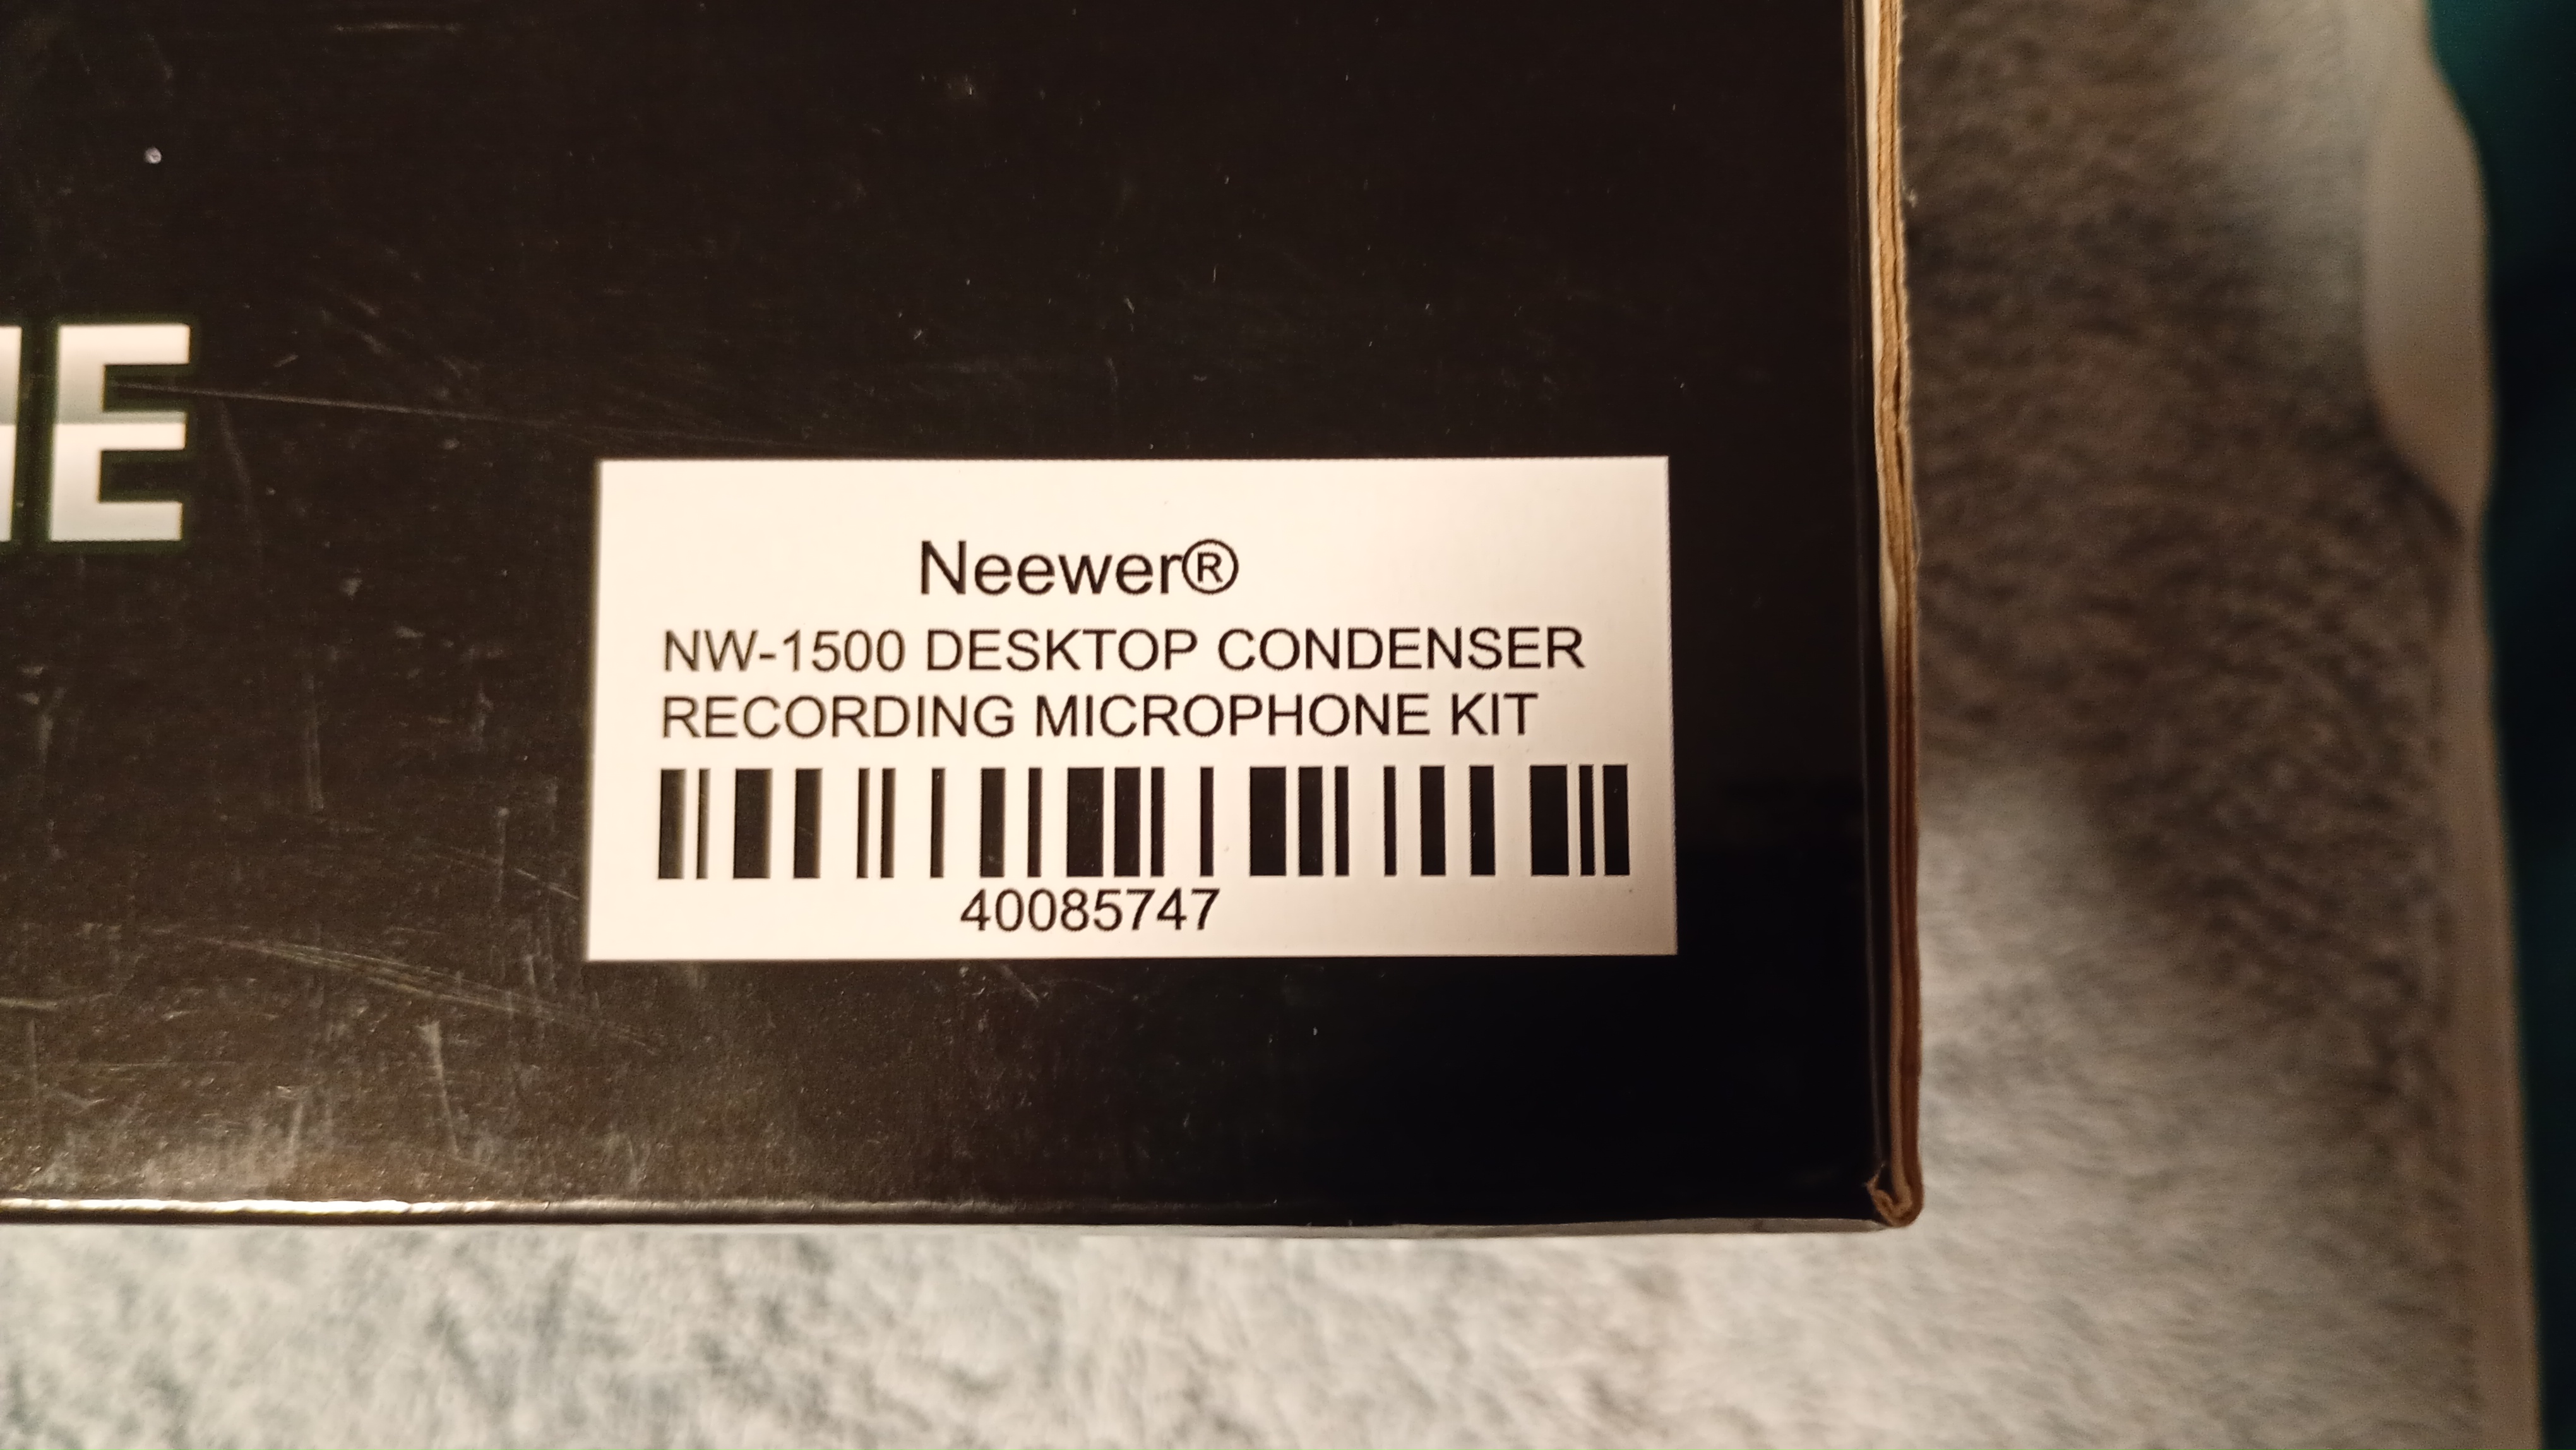 E
Neewer®
NW-1500 DESKTOP CONDENSER
RECORDING MICROPHONE KIT
40085747